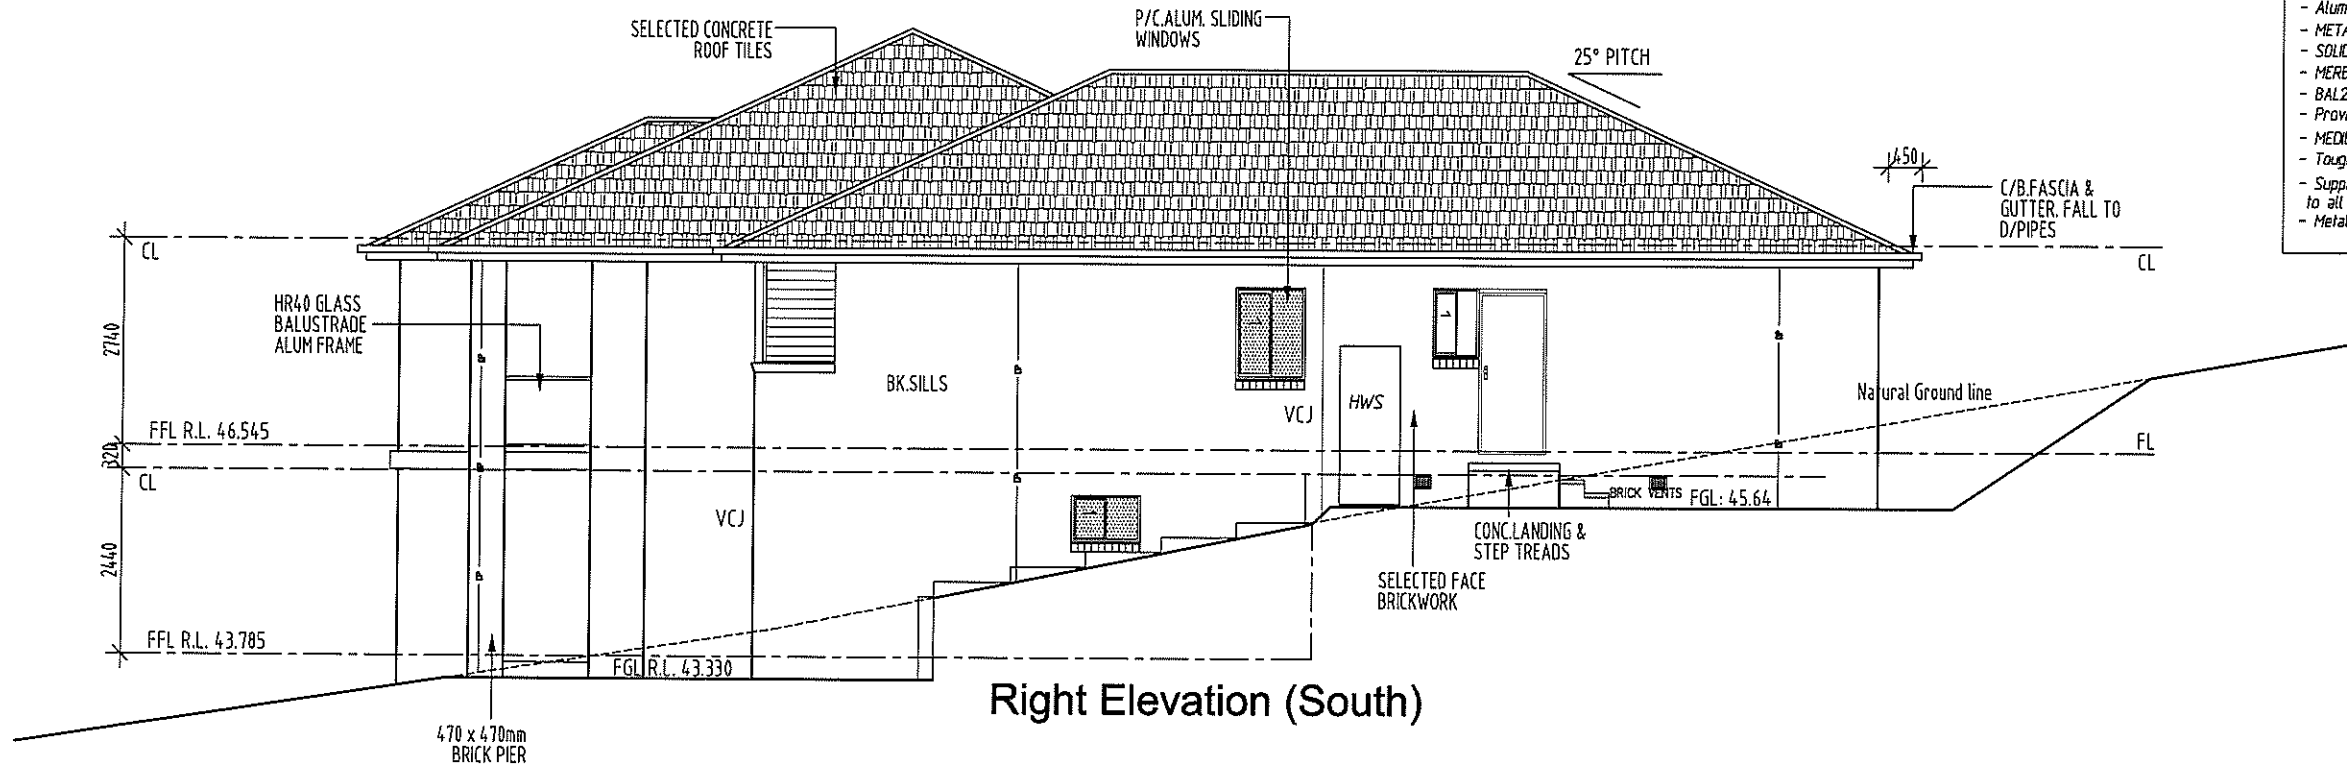 SELECTED CONCRETE
ROOF TILES
P/C.ALUM. SLIDING
WINDOWS
25° PITCH
- Alum
- META
- SOLID
- MERB
- BAL2
- Prov
- MEDIU
- Toug
- Supp
to all
- Metal
450
C/B.FASCIA &
GUTTER. FALL TO
D/PIPES
CL
CL
HR40 GLASS
BALUSTRADE
ALUM FRAME
2740
BK.SILLS
VCJ
HWS
Natural Ground line
FFL R.L. 46.545
FL
320
CL
VCJ
BRICK VENTS
FGL: 45.64
CONC.LANDING &
STEP TREADS
2440
SELECTED FACE
BRICKWORK
FFL R.L. 43.785
FGL R.L. 43.330
Right Elevation (South)
470 x 470mm
BRICK PIER